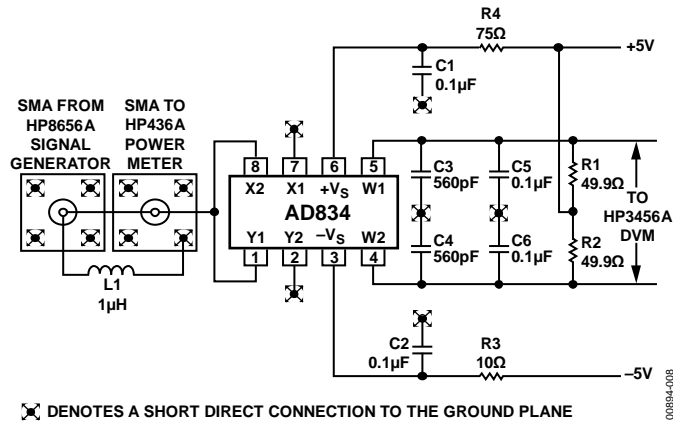 R4
75Ω
+5V
C1
0.1µF
SMA FROM
HP8656A
SIGNAL
GENERATOR
SMA TO
HP436A
POWER
METER
8
7
6
5
X2
X1
+VS
W1
AD834
Y1
Y2
–VS
W2
1
2
3
4
L1
1µH
C3
560pF
C5
0.1µF
R1
49.9Ω
C4
560pF
C6
0.1µF
R2
49.9Ω
TO
HP3456A
DVM
C2
0.1µF
R3
10Ω
–5V
DENOTES A SHORT DIRECT CONNECTION TO THE GROUND PLANE
00894-008